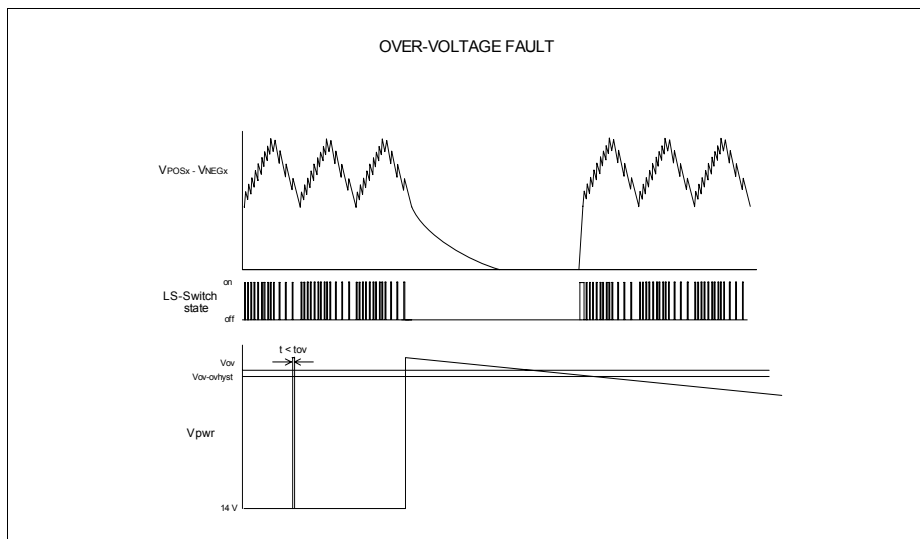 OVER-VOLTAGE FAULT
VPOSx - VNEGx
on
LS-Switch
state
off
t < tov
Vov
Vov-ovhyst
Vpwr
14 V